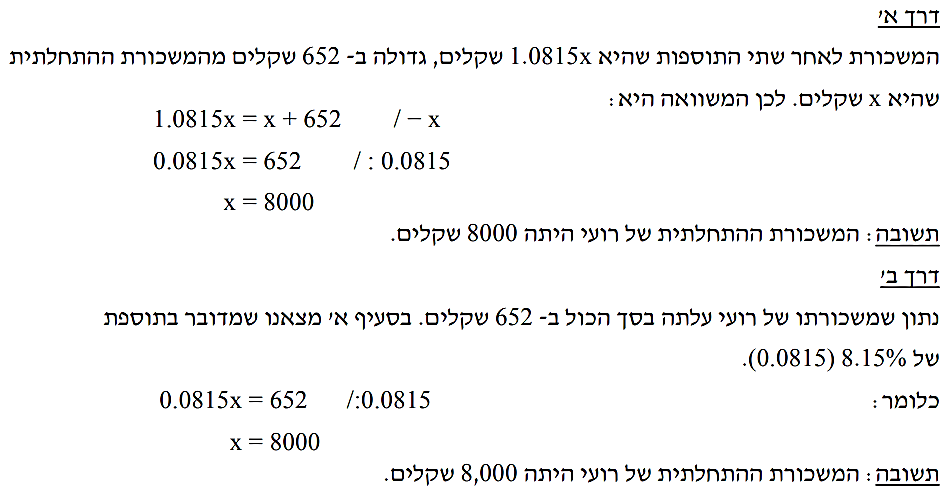 דרך א׳
המשכורת לאחר שתי התוספות שהיא 1.0815x שקלים, גדולה ב- 652 שקלים מהמשכורת ההתחלתית
שהיא x שקלים. לכן המשוואה היא:
1.0815x = x + 652 / − x
0.0815x = 652 / : 0.0815
x = 8000
תשובה: המשכורת ההתחלתית של רועי היתה 8000 שקלים.
דרך ב׳
נתון שמשכורתו של רועי עלתה בסך הכול ב- 652 שקלים. בסעיף א׳ מצאנו שמדובר בתוספת
של 8.15% (0.0815).
כלומר: 0.0815x = 652 /:0.0815
x = 8000
תשובה: המשכורת ההתחלתית של רועי היתה 8,000 שקלים.